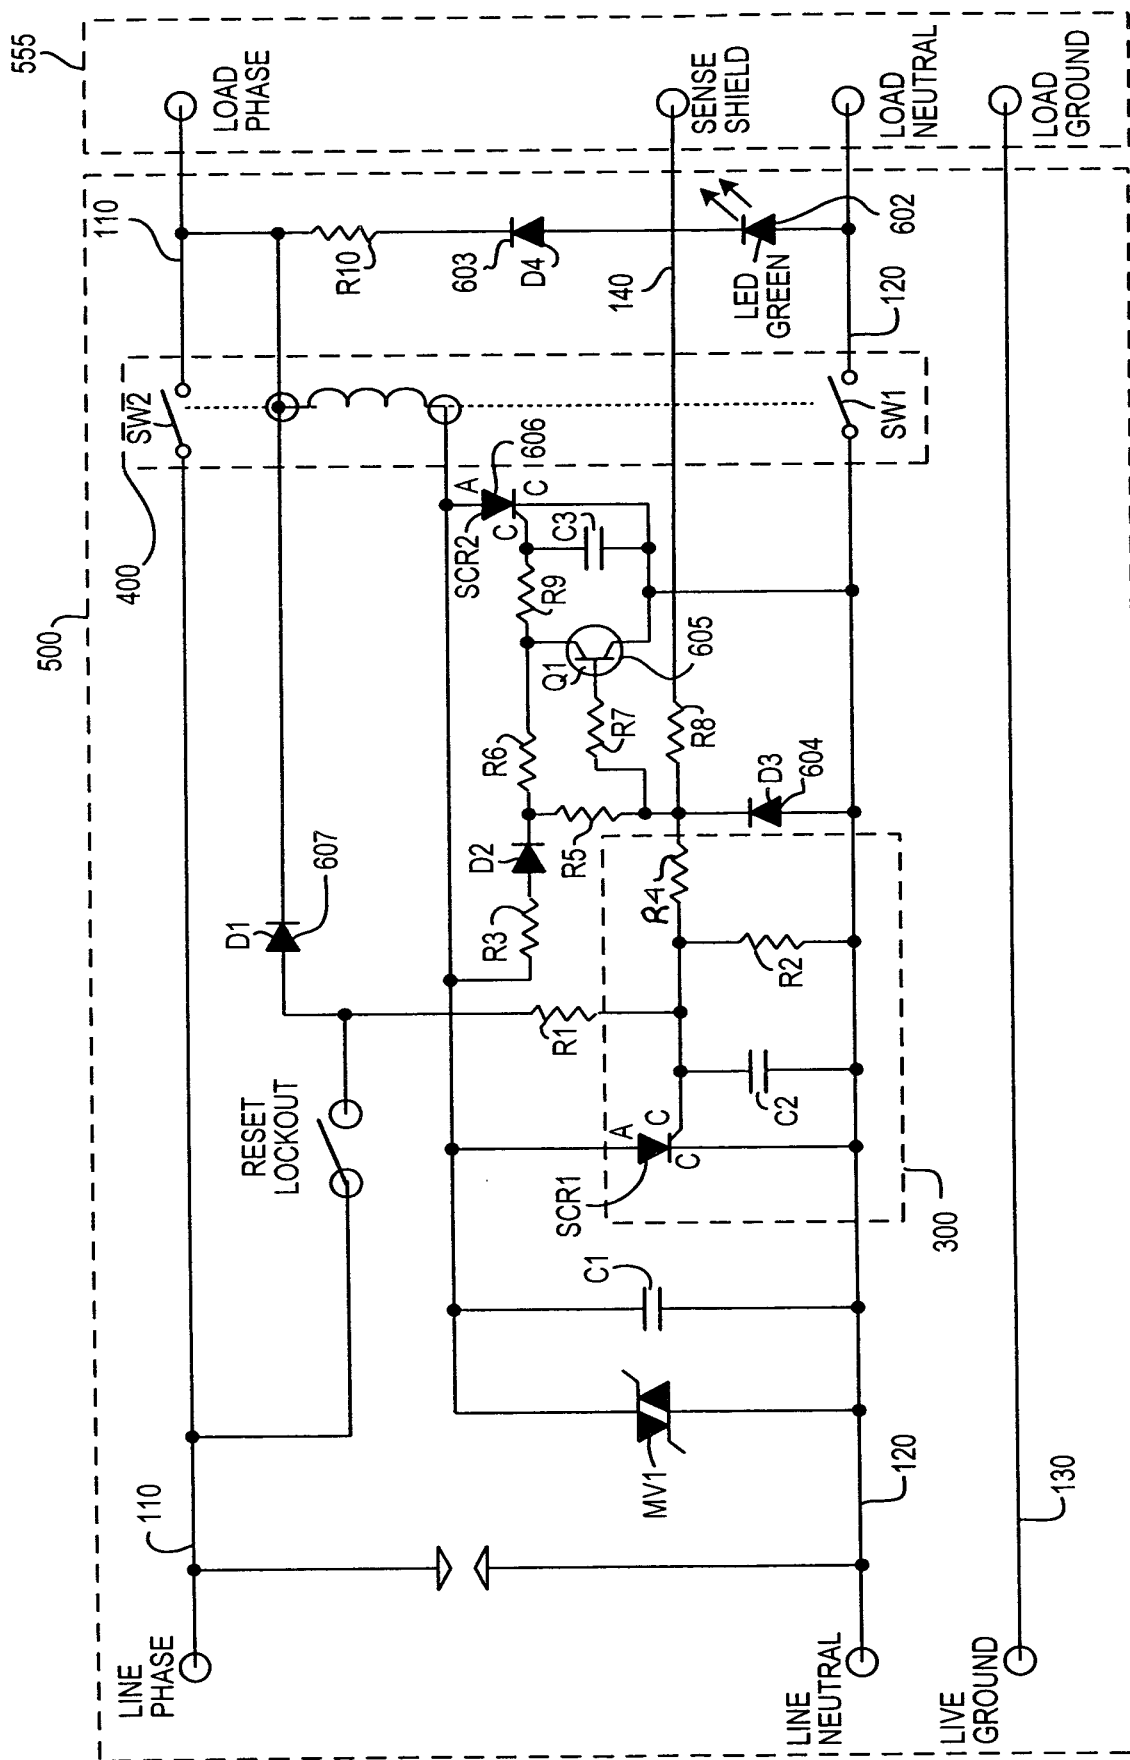 555
LOAD
PHASE
SENSE
SHIELD
LOAD
NEUTRAL
LOAD
GROUND
110
R10
603
D4
140
LED
GREEN
602
120
500
400
SW2
SW1
606
A
C
C
SCR2
C3
R9
Q1
605
R6
R7
R8
D2
R5
D3
604
R3
R4
D1
607
R1
R2
RESET
LOCKOUT
A
C
C
SCR1
C2
300
C1
MV1
110
120
130
LINE
PHASE
LINE
NEUTRAL
LIVE
GROUND